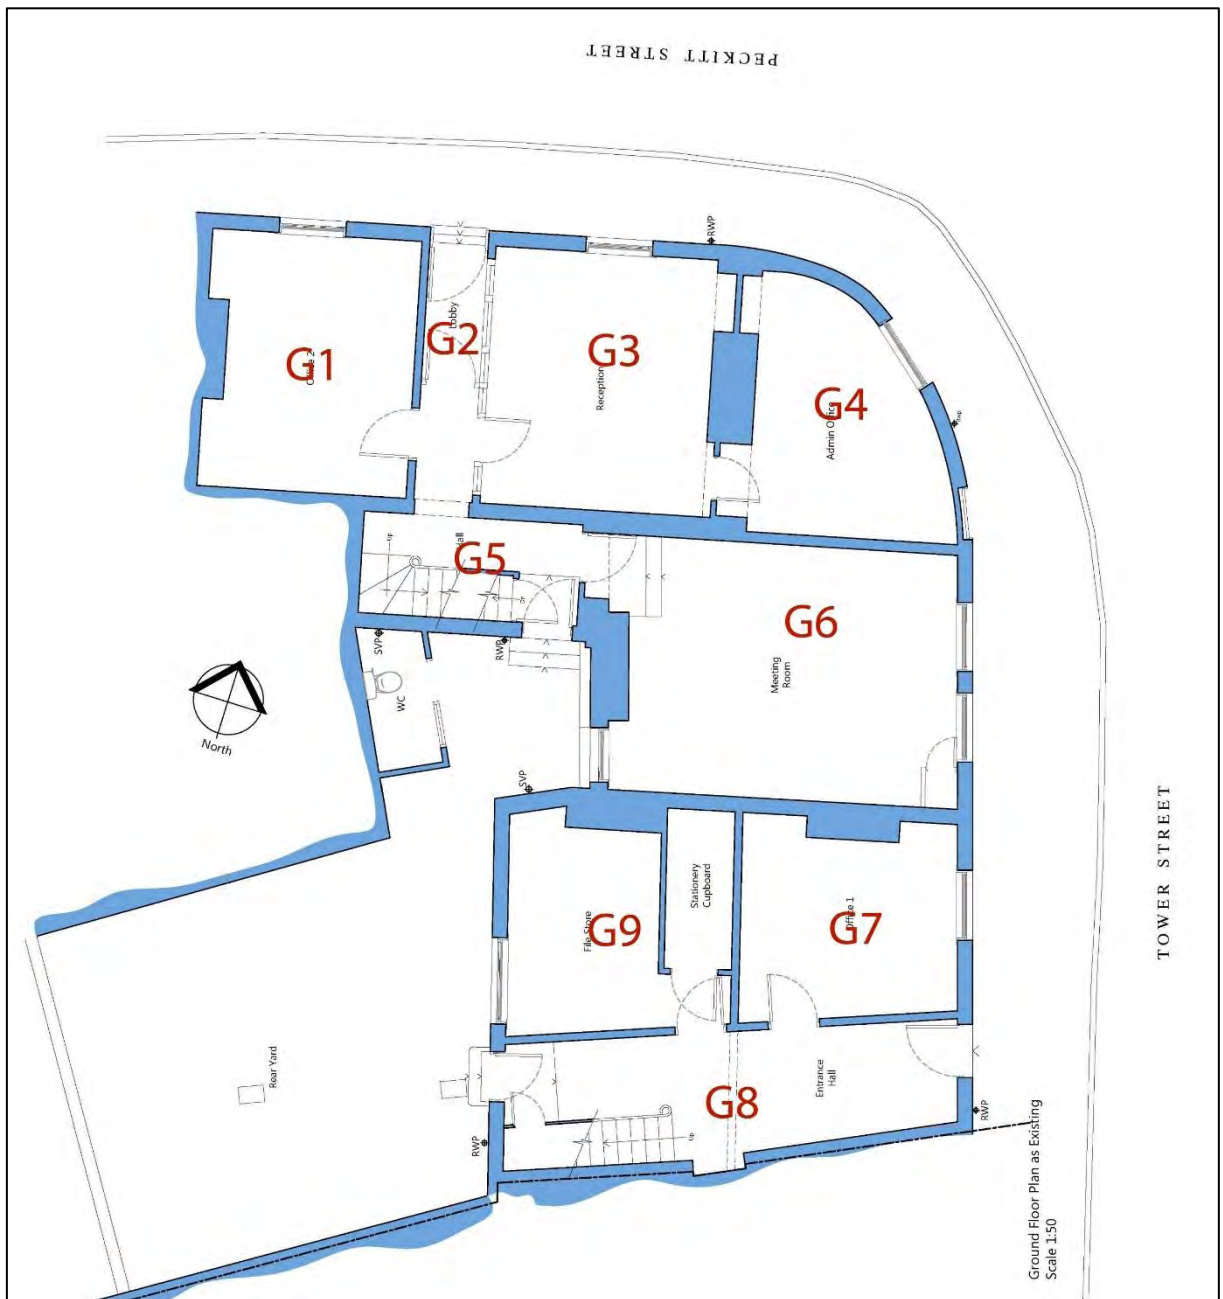 PECKITT STREET
RWP
Lobby
G1
Office 2
G2
G3
Reception
G4
Admin Office
Rwp
Hall
G5
Up
Up
SVP
RWP
WC
G6
Meeting
Room
North
SVP
TOWER STREET
Stationery
Cupboard
G9
File Store
G7
Office 1
Rear Yard
Entrance
Hall
G8
Up
RWP
RWP
Ground Floor Plan as Existing
Scale 1:50